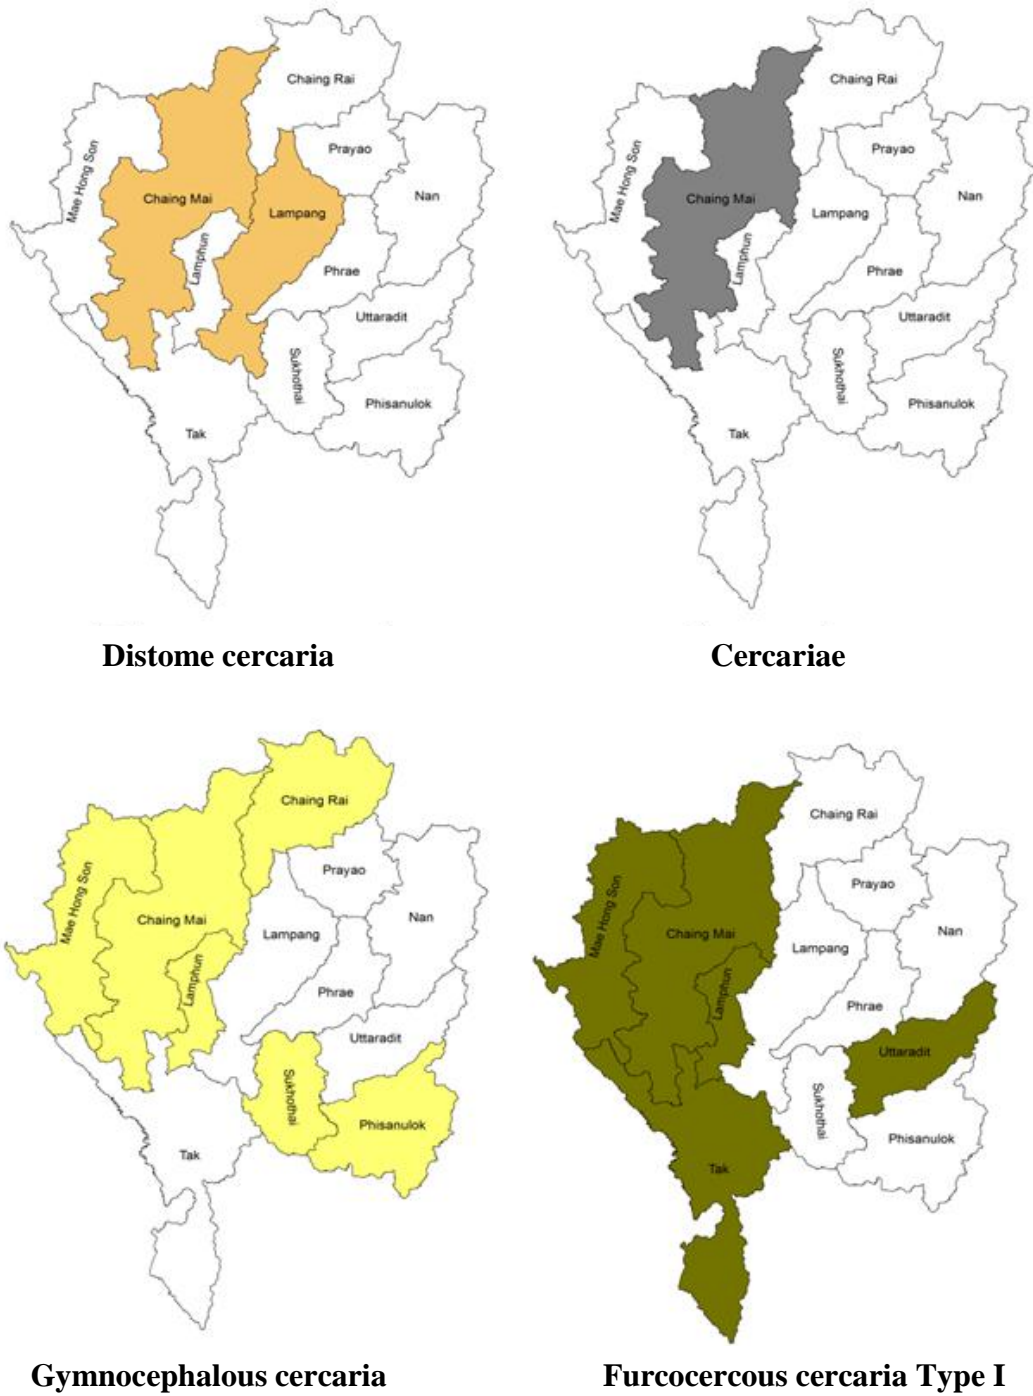 Chaing Rai
Prayao
Mae Hong Son
Chaing Mai
Nan
Lampang
Lamphun
Phrae
Uttaradit
Sukhothai
Phisanulok
Tak
Distome cercaria
Chaing Rai
Prayao
Mae Hong Son
Chaing Mai
Nan
Lampang
Lamphun
Phrae
Uttaradit
Sukhothai
Phisanulok
Tak
Cercariae
Chaing Rai
Prayao
Mae Hong Son
Chaing Mai
Nan
Lampang
Lamphun
Phrae
Uttaradit
Sukhothai
Phisanulok
Tak
Gymnocephalous cercaria
Chaing Rai
Prayao
Mae Hong Son
Chaing Mai
Nan
Lampang
Lamphun
Phrae
Uttaradit
Sukhothai
Phisanulok
Tak
Furcocercous cercaria Type I